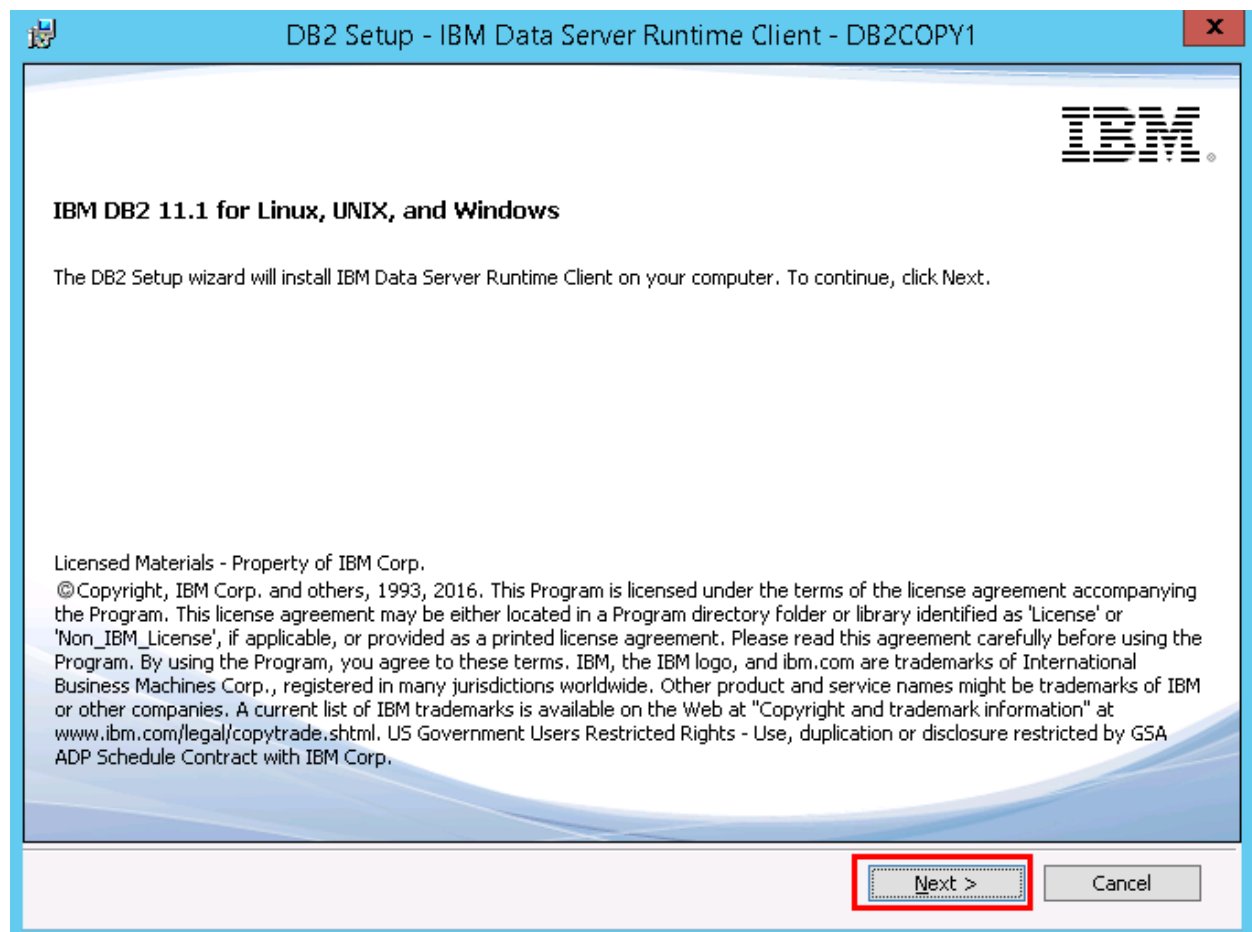 DB2 Setup - IBM Data Server Runtime Client - DB2COPY1
x
IBM
IBM DB2 11.1 for Linux, UNIX, and Windows
The DB2 Setup wizard will install IBM Data Server Runtime Client on your computer. To continue, click Next.
Licensed Materials - Property of IBM Corp.
©Copyright, IBM Corp. and others, 1993, 2016. This Program is licensed under the terms of the license agreement accompanying
the Program. This license agreement may be either located in a Program directory folder or library identified as 'License' or
'Non_IBM_License', if applicable, or provided as a printed license agreement. Please read this agreement carefully before using the
Program. By using the Program, you agree to these terms. IBM, the IBM logo, and ibm.com are trademarks of International
Business Machines Corp., registered in many jurisdictions worldwide. Other product and service names might be trademarks of IBM
or other companies. A current list of IBM trademarks is available on the Web at "Copyright and trademark information" at
www.ibm.com/legal/copytrade.shtml. US Government Users Restricted Rights - Use, duplication or disclosure restricted by GSA
ADP Schedule Contract with IBM Corp.
Next > Cancel